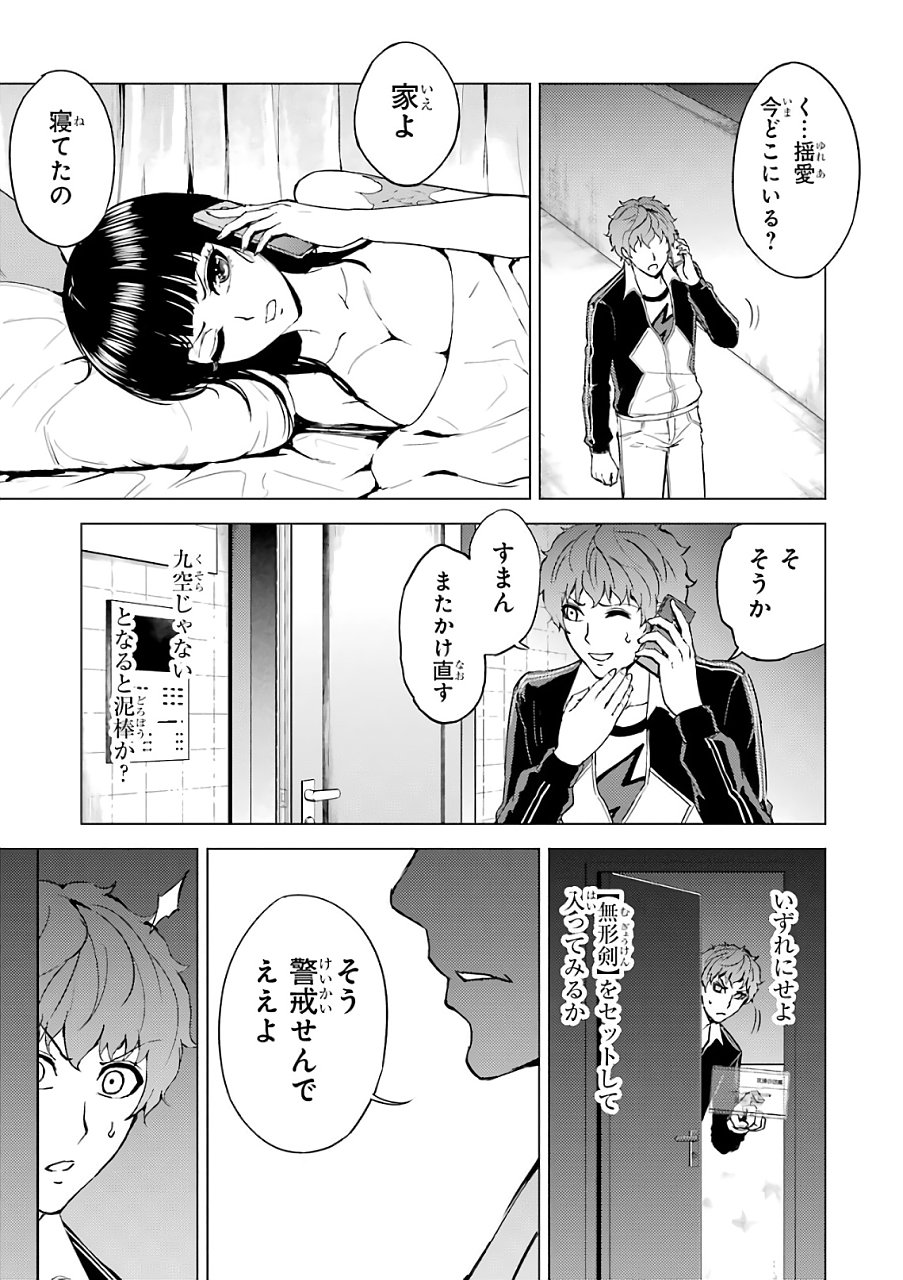 く…揺愛
今どこにいる?
家よ
寝てたの
そ
そうか
すまん
またかけ直す
九空じゃない
となると泥棒か?
いずれにせよ
【無形剣】をセットして
入ってみるか
そう
警戒せんで
ええよ